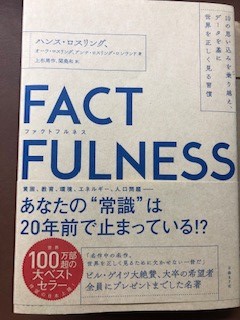 10の思い込みを乗り越え、
データを基に
世界を正しく見る習慣
ハンス・ロスリング、
オーラ・ロスリング、アンナ・ロスリング・ロンランド 著
上杉周作、関美和 訳
FACT
FULNESS
ファクトフルネス
貧困、教育、環境、エネルギー、人口問題──
あなたの“常識”は
20年前で止まっている!?
世界
100万部
超の
大ベスト
セラー。
「名作中の名作。
世界を正しく見るために欠かせない一冊だ」
ビル・ゲイツ大絶賛、大卒の希望者
全員にプレゼントまでした名著